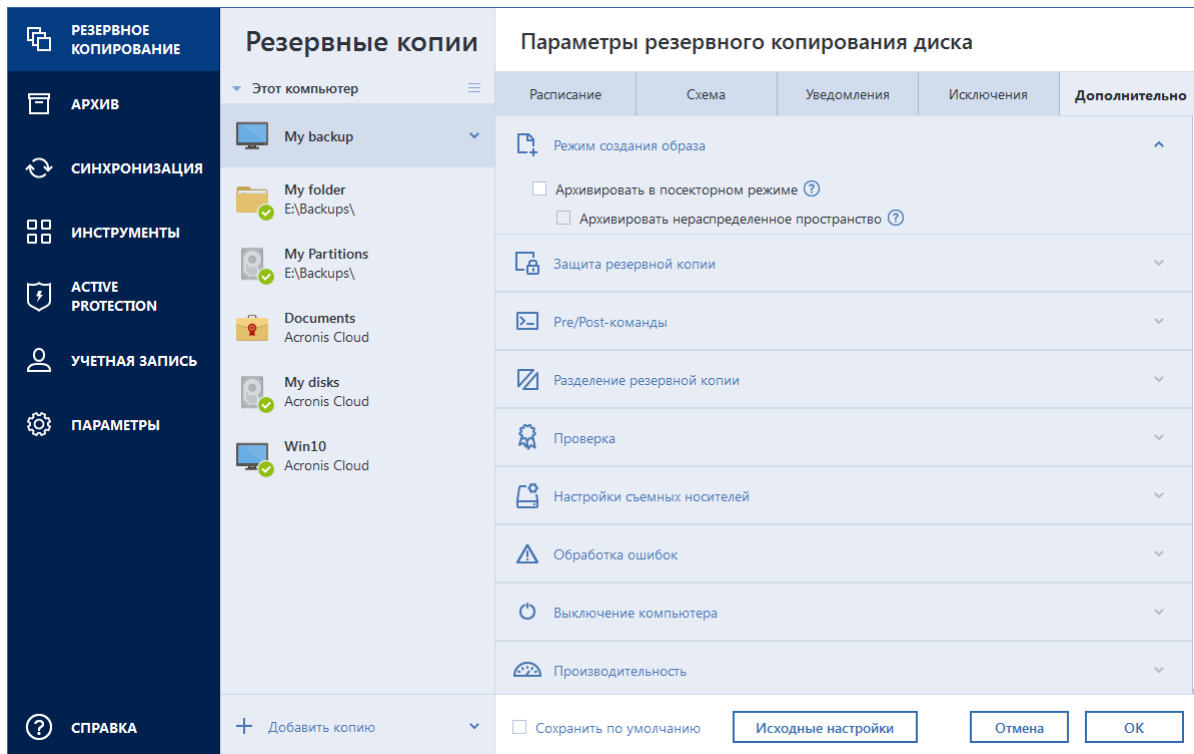 РЕЗЕРВНОЕ
КОПИРОВАНИЕ
АРХИВ
СИНХРОНИЗАЦИЯ
ИНСТРУМЕНТЫ
ACTIVE
PROTECTION
УЧЕТНАЯ ЗАПИСЬ
ПАРАМЕТРЫ
СПРАВКА
Резервные копии
Этот компьютер
My backup
My folder
E:\Backups\
My Partitions
E:\Backups\
Documents
Acronis Cloud
My disks
Acronis Cloud
Win10
Acronis Cloud
Добавить копию
Параметры резервного копирования диска
Расписание
Схема
Уведомления
Исключения
Дополнительно
Режим создания образа
Архивировать в посекторном режиме ?
Архивировать нераспределенное пространство ?
Защита резервной копии
Pre/Post-команды
Разделение резервной копии
Проверка
Настройки съемных носителей
Обработка ошибок
Выключение компьютера
Производительность
Сохранить по умолчанию
Исходные настройки
Отмена
OK